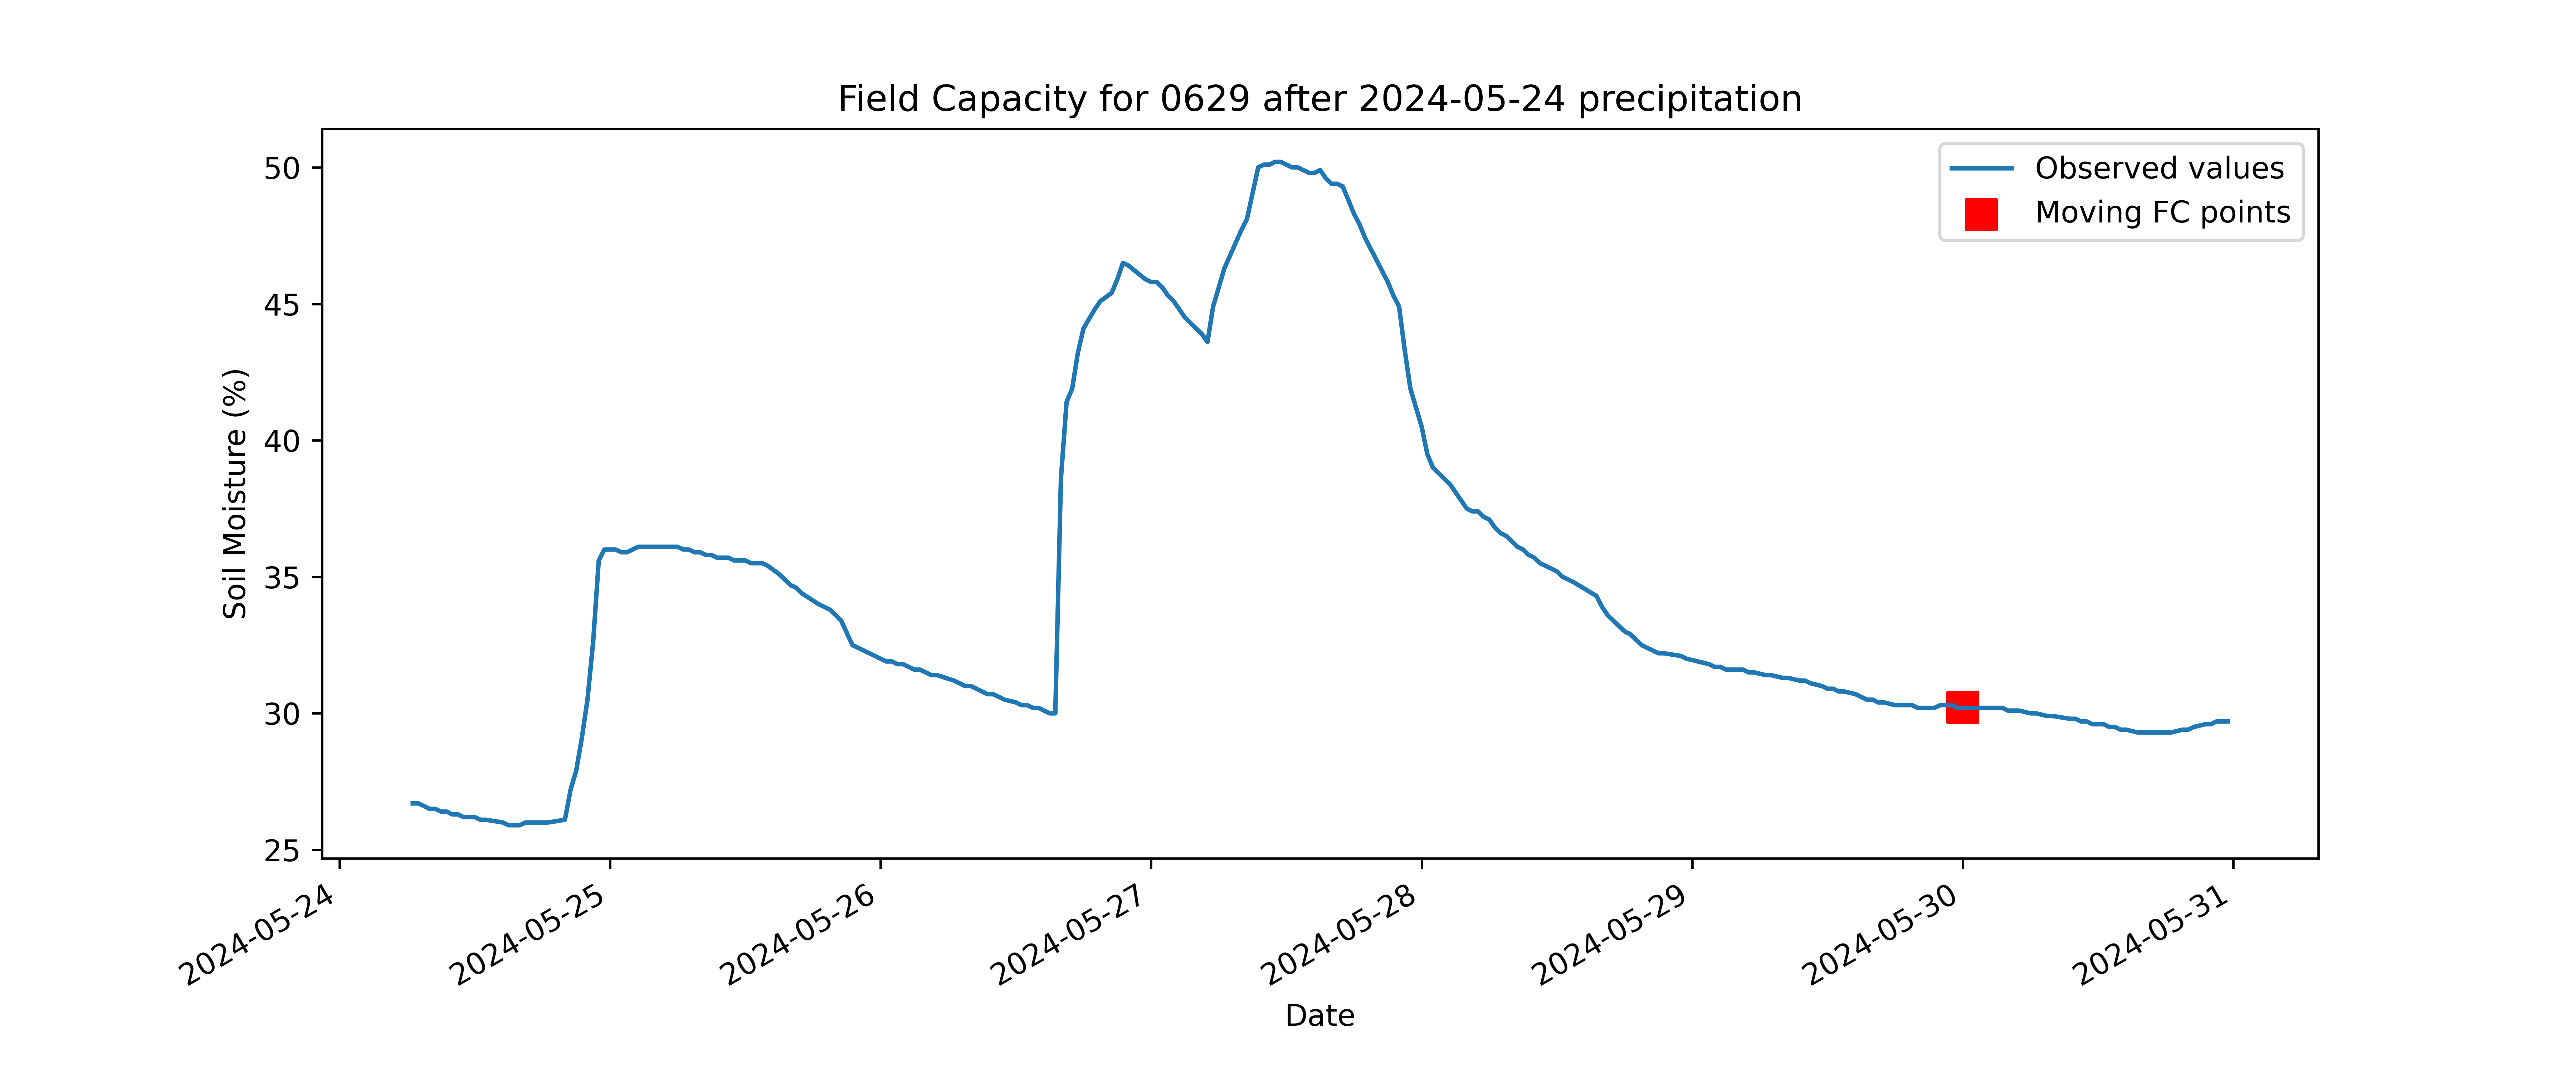 Field Capacity for 0629 after 2024-05-24 precipitation
Observed values
Moving FC points
Soil Moisture (%)
50
45
40
35
30
25
2024-05-24
2024-05-25
2024-05-26
2024-05-27
2024-05-28
2024-05-29
2024-05-30
2024-05-31
Date